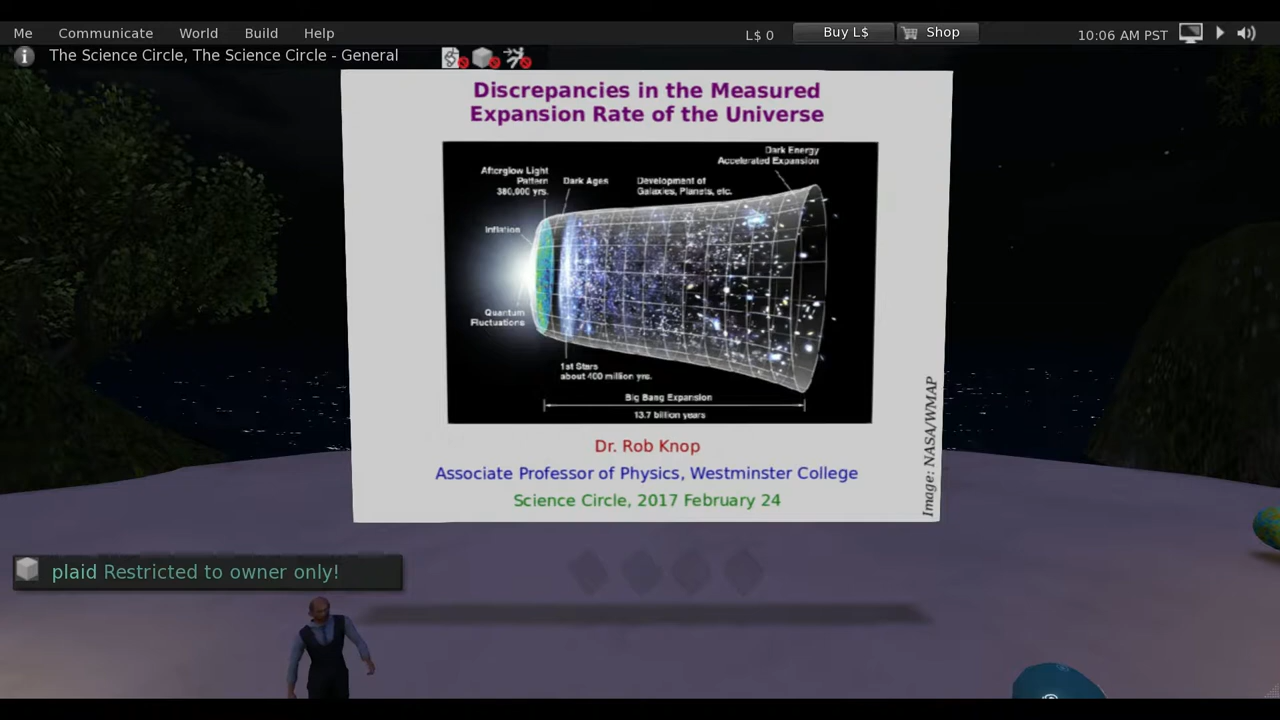 Me Communicate World Build Help L$ 0 Buy L$ Shop 10:06 AM PST
The Science Circle, The Science Circle - General
Discrepancies in the Measured
Expansion Rate of the Universe
Dark Energy
Accelerated Expansion
Afterglow Light
Pattern
380,000 yrs.
Dark Ages
Development of
Galaxies, Planets, etc.
Inflation
Quantum
Fluctuations
1st Stars
about 400 million yrs.
Big Bang Expansion
13.7 billion years
Image: NASA/WMAP
Dr. Rob Knop
Associate Professor of Physics, Westminster College
Science Circle, 2017 February 24
plaid Restricted to owner only!